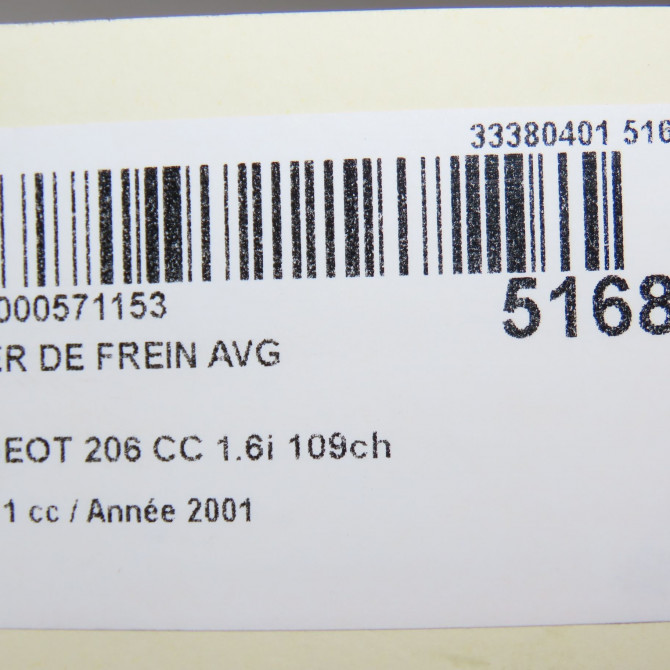 33380401 516
000571153
5168
ER DE FREIN AVG
EOT 206 CC 1.6i 109ch
1 cc / Année 2001